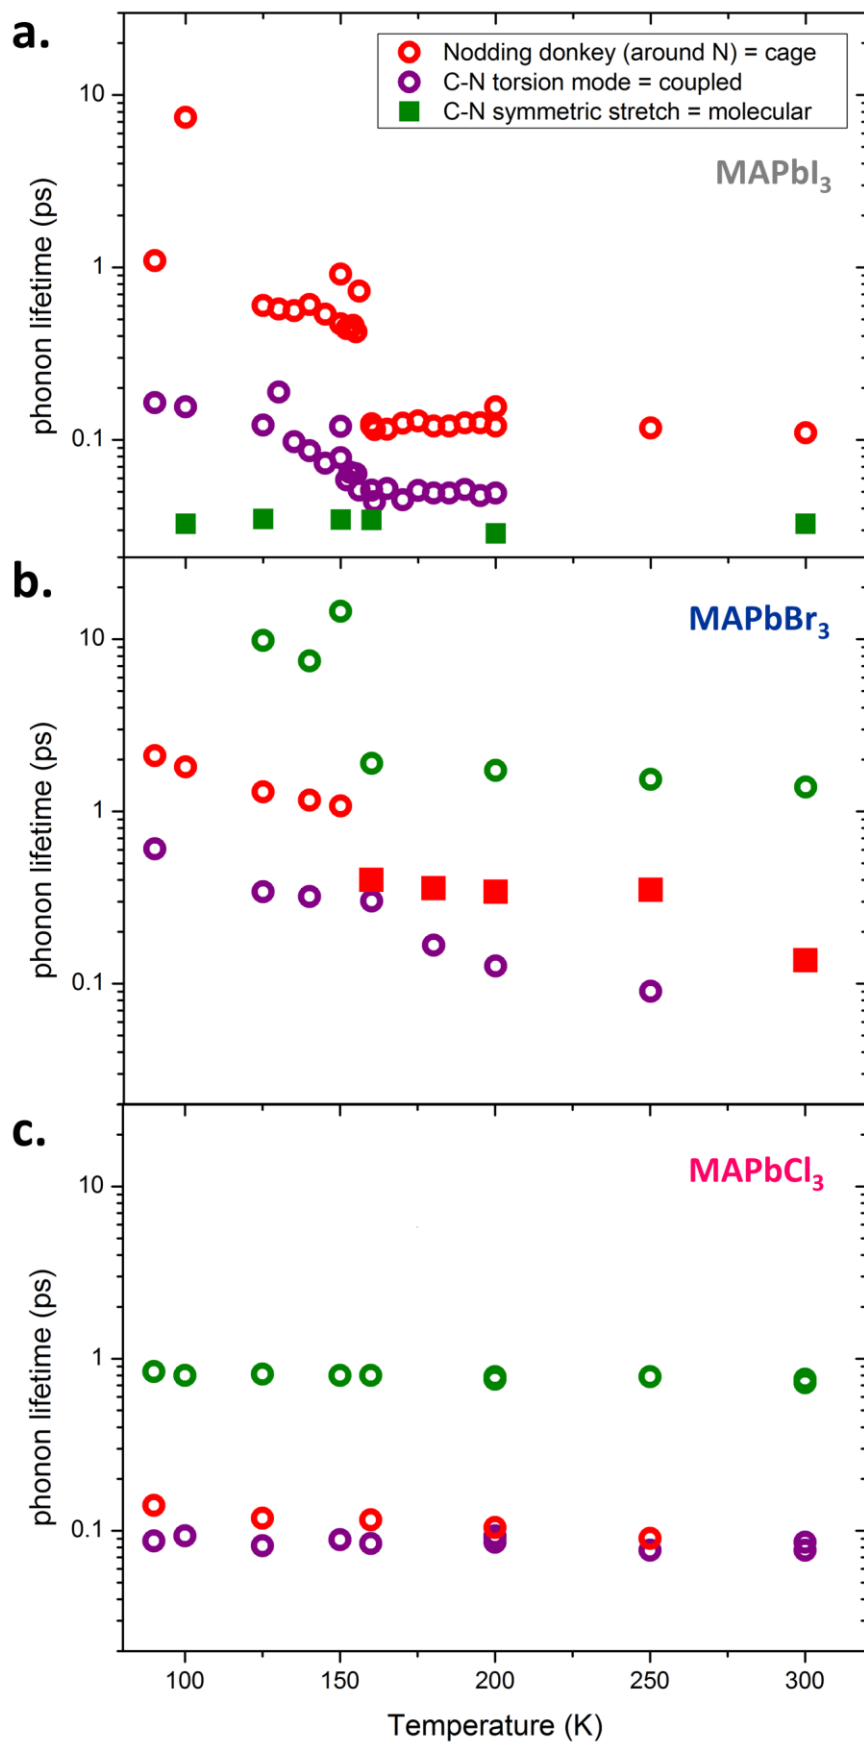 a.
Nodding donkey (around N) = cage
C-N torsion mode = coupled
C-N symmetric stretch = molecular
MAPbI₃
10
1
0.1
phonon lifetime (ps)
b.
MAPbBr₃
10
1
0.1
phonon lifetime (ps)
c.
MAPbCl₃
10
1
0.1
phonon lifetime (ps)
100 150 200 250 300
Temperature (K)